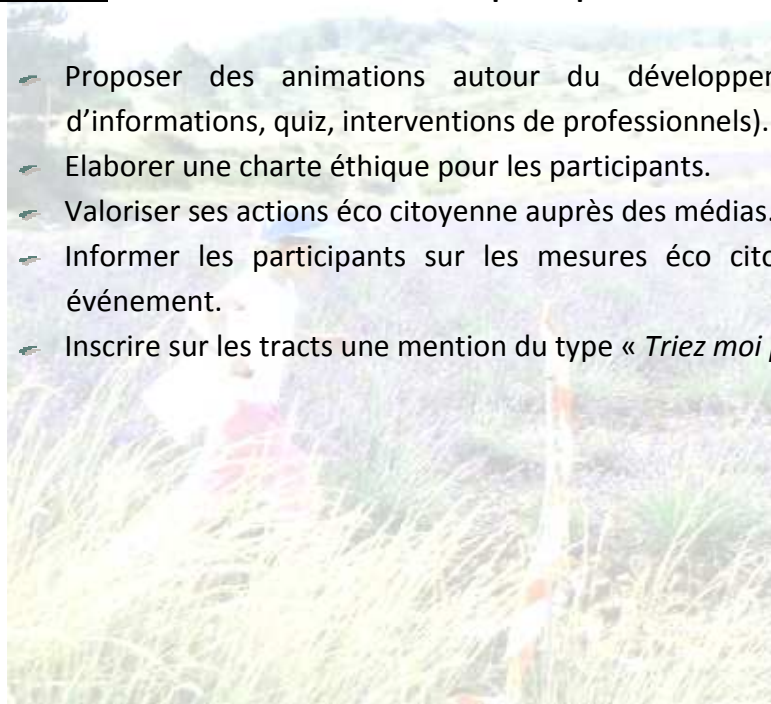 Proposer des animations autour du
d'informations, quiz, interventions de professionnels).
Elaborer une charte éthique pour les participants.
Valoriser ses actions éco citoyenne auprès des médias.
Informer les participants sur les mesures éco
événement.
Inscrire sur les tracts une mention du type « Triez moi